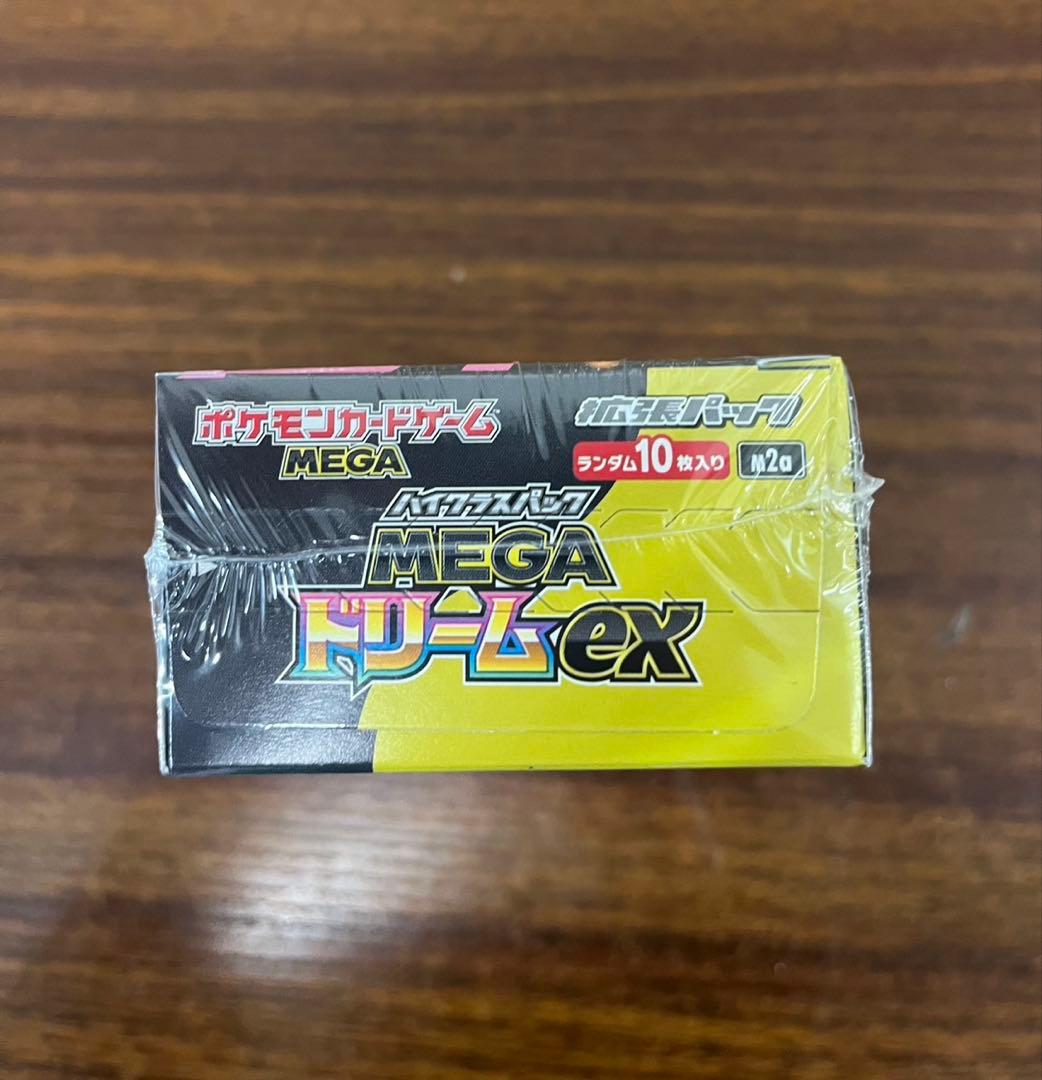 ポケモンカードゲーム
MEGA
拡張パック
ランダム10枚入り M2a
ハイクラスパック
MEGA
ドリームex